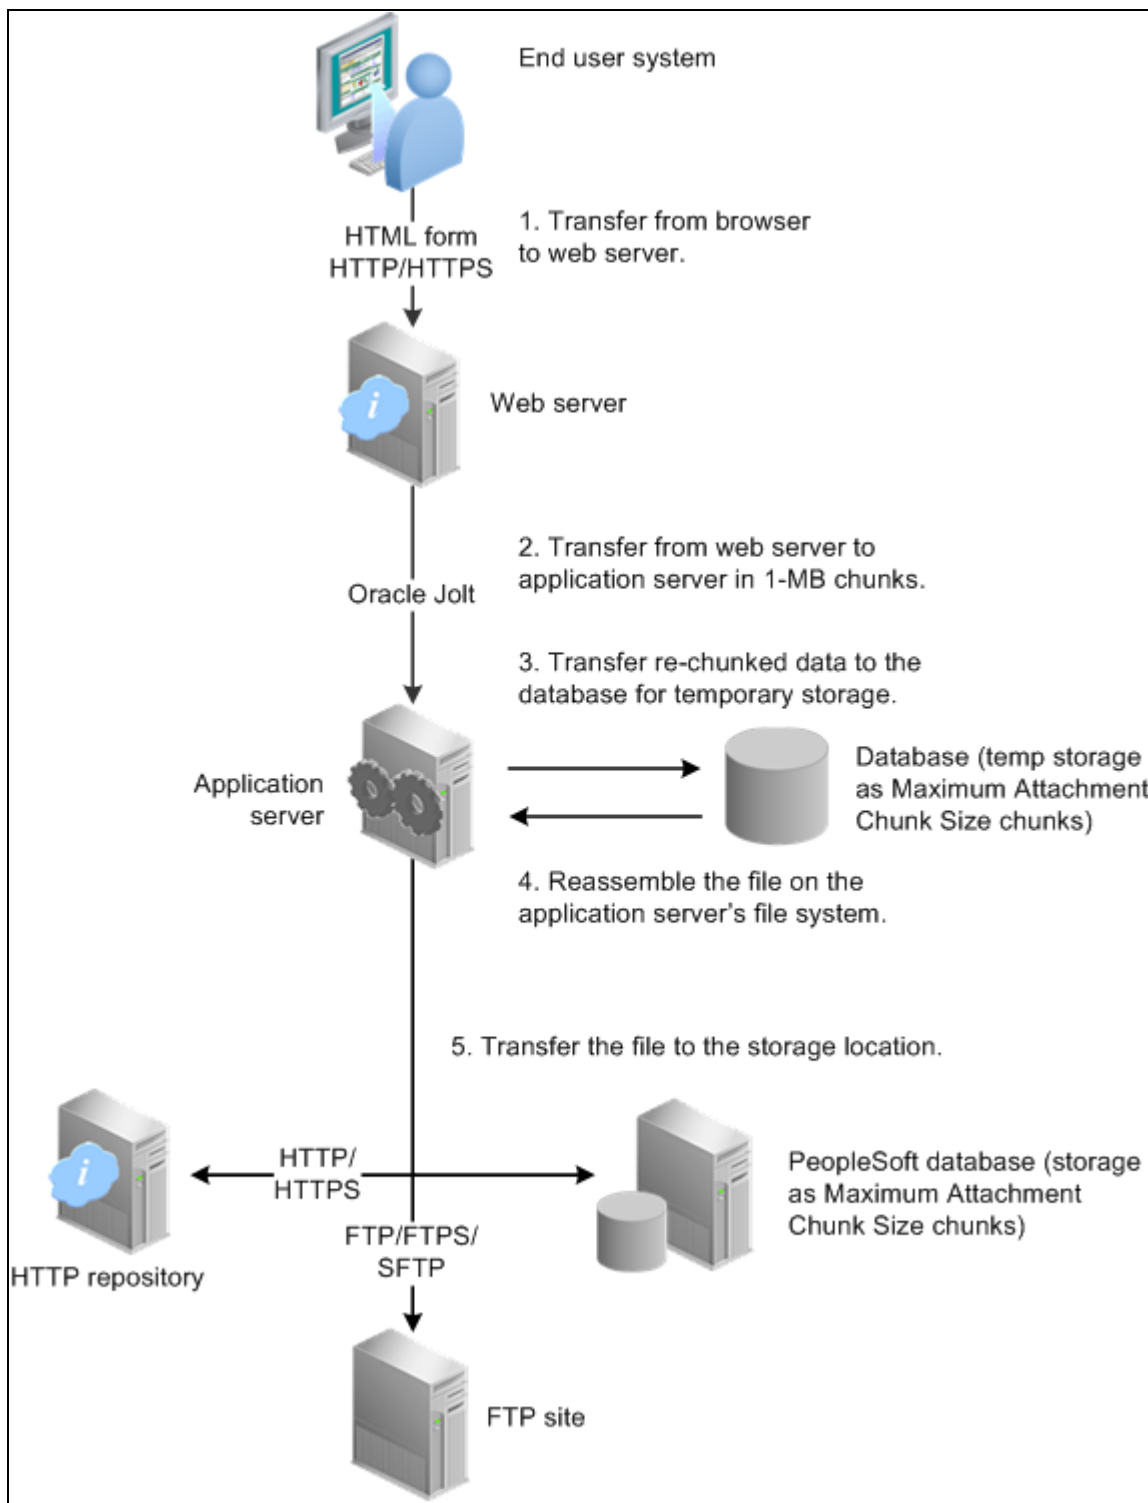 End user system
1. Transfer from browser
to web server.
HTML form
HTTP/HTTPS
i
Web server
2. Transfer from web server to
application server in 1-MB chunks.
Oracle Jolt
3. Transfer re-chunked data to the
database for temporary storage.
Application
server
Database (temp storage
as Maximum Attachment
Chunk Size chunks)
4. Reassemble the file on the
application server's file system.
5. Transfer the file to the storage location.
HTTP/
HTTPS
i
HTTP repository
PeopleSoft database (storage
as Maximum Attachment
Chunk Size chunks)
FTP/FTPS/
SFTP
FTP site